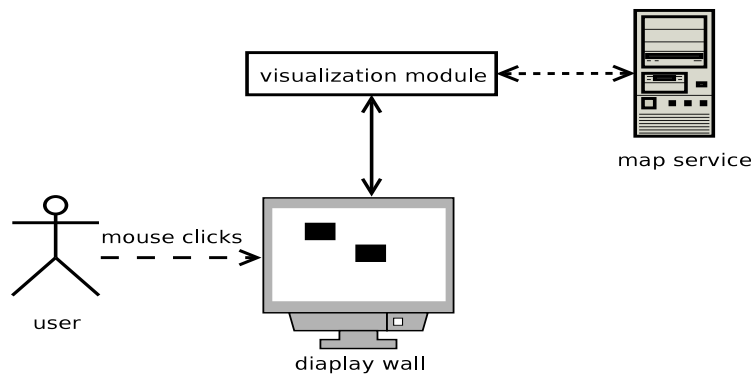 visualization module
map service
mouse clicks
user
diaplay wall